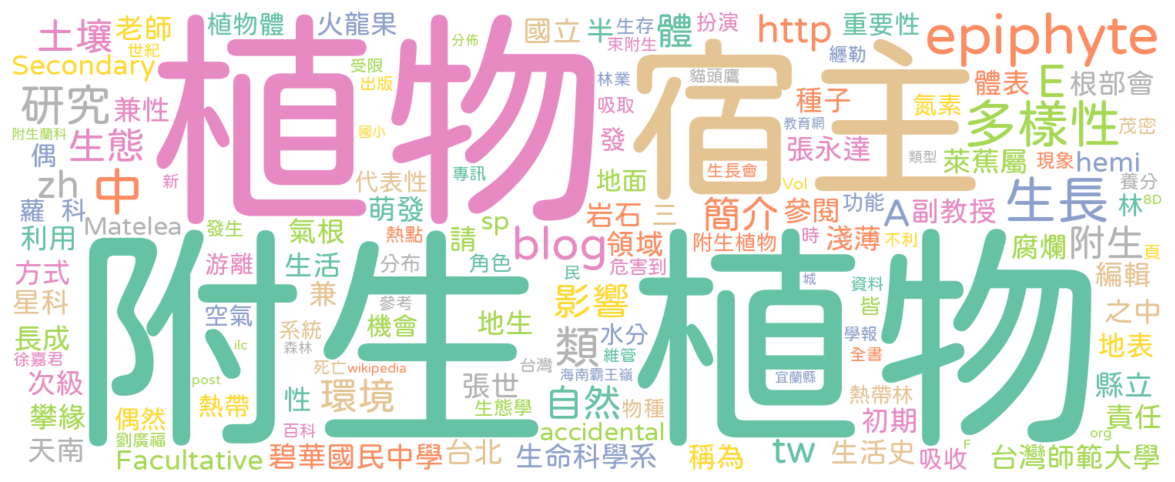 土壤 老師 植物體 火龍果 分佈 國立 半 生存 體 扮演 http 重要性 epiphyte
世紀 束附生 纒勒
Secondary 受限 林業 貓頭鷹 體表 E 根部會
植物 宿主
研究 兼性 出版 吸取 種子 氮素 多樣性 茂密
附生蘭科 偶 生態 國小 發 教育網 張永達 類型 萊蕉屬 現象 hemi
zh 中 新 代表性 專訊 地面 生長會 Vol 功能 養分
蘿 科 Matelea 萌發 sp 岩石 三 簡介 參閱 A 副教授 生長 林 8D
利用 發生 氣根 熱點 請 blog 領域 附生植物 時 淺薄 不利 腐爛 附生 頁
方式 游離 生活 分布 角色 危害到 民 城 資料 編輯
附生植物
星科 空氣 兼 參考 影響 皆 之中
長成 ilc 系統 機會 地生 類 水分 學報 地表
徐嘉君 森林 死亡 wikipedia 台灣 維管 全書
次級 post 環境 張世 海南霸王嶺 宜蘭縣 縣立
攀緣 偶然 熱帶 性 生態學 自然 物種 熱帶林 初期 責任
劉廣福 百科 accidental org
天南 Facultative 碧華國民中學 台北 生命科學系 稱為 tw 生活史 吸收 F 台灣師範大學